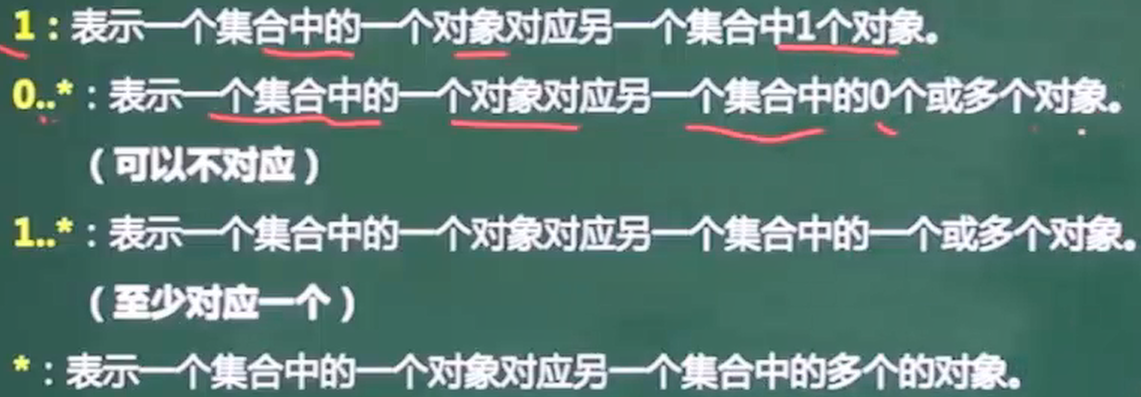 1：表示一个集合中的一个对象对应另一个集合中1个对象。
0..*：表示一个集合中的一个对象对应另一个集合中的0个或多个对象。
（可以不对应）
1..*：表示一个集合中的一个对象对应另一个集合中的一个或多个对象。
（至少对应一个）
*：表示一个集合中的一个对象对应另一个集合中的多个的对象。